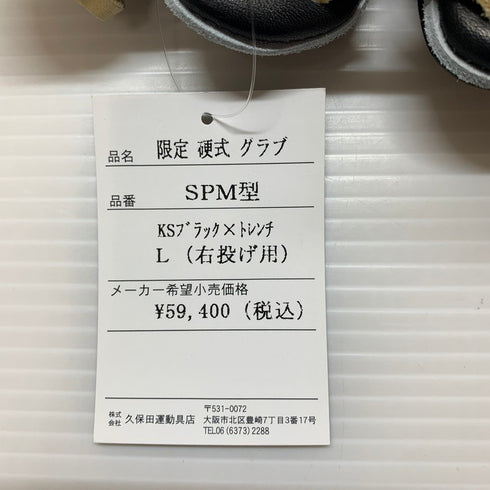 品名 限定 硬式 グラブ
品番 SPM型
KSﾌﾞﾗｯｸ×ﾄﾚﾝﾁ
L（右投げ用）
メーカー希望小売価格
¥59,400（税込）
株式会社 久保田運動具店
〒531-0072
大阪市北区豊崎7丁目3番17号
TEL06(6373)2288